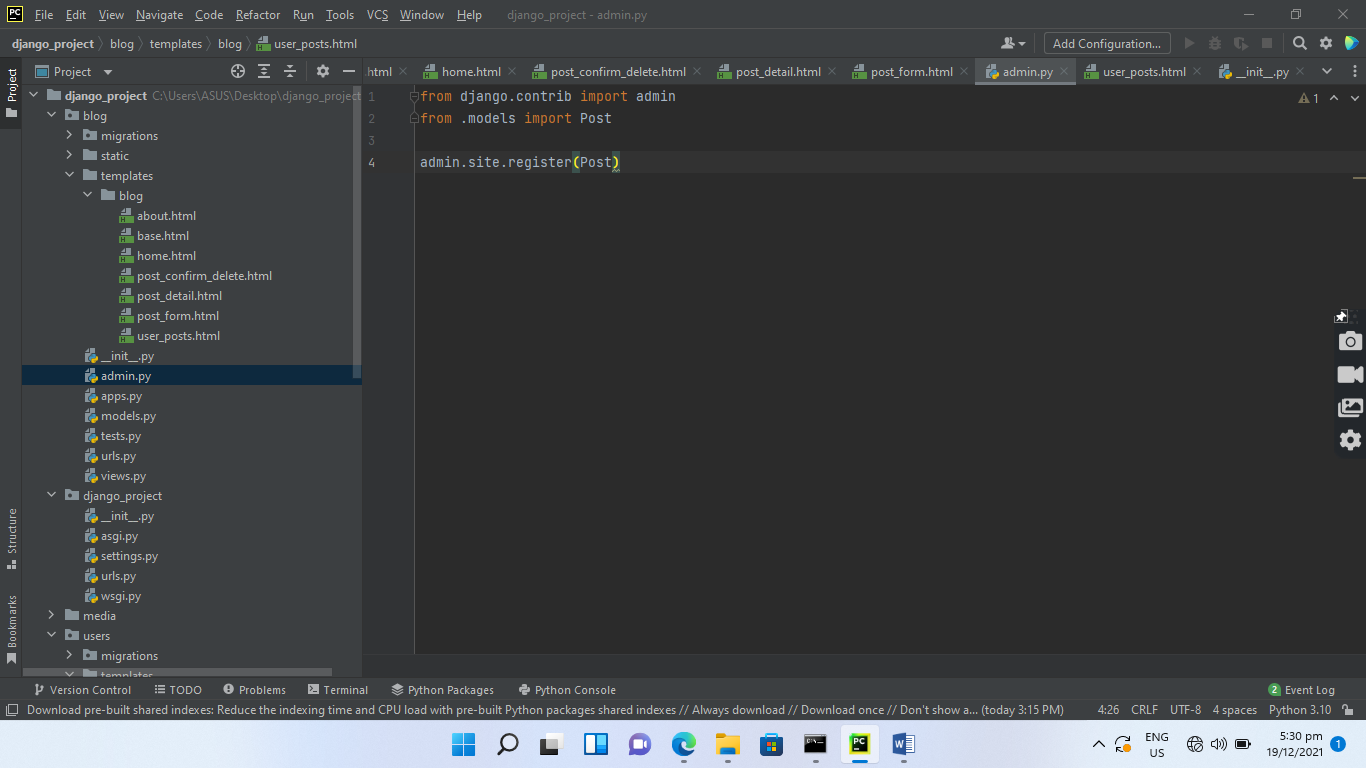 PC File Edit View Navigate Code Refactor Run Tools VCS Window Help django_project - admin.py
django_project blog templates blog user_posts.html Add Configuration...
Project .html home.html post_confirm_delete.html post_detail.html post_form.html admin.py user_posts.html __init__.py
Project
django_project C:\Users\ASUS\Desktop\django_project
blog
migrations
static
templates
blog
about.html
base.html
home.html
post_confirm_delete.html
post_detail.html
post_form.html
user_posts.html
__init__.py
admin.py
apps.py
models.py
tests.py
urls.py
views.py
django_project
__init__.py
asgi.py
settings.py
urls.py
wsgi.py
media
users
migrations
templates
Structure
Bookmarks
1 from django.contrib import admin
2 from .models import Post
3
4 admin.site.register(Post)
1
Version Control TODO Problems Terminal Python Packages Python Console 2 Event Log
Download pre-built shared indexes: Reduce the indexing time and CPU load with pre-built Python packages shared indexes // Always download // Download once // Don't show a... (today 3:15 PM) 4:26 CRLF UTF-8 4 spaces Python 3.10
PC W ENG 5:30 pm
US 19/12/2021 1